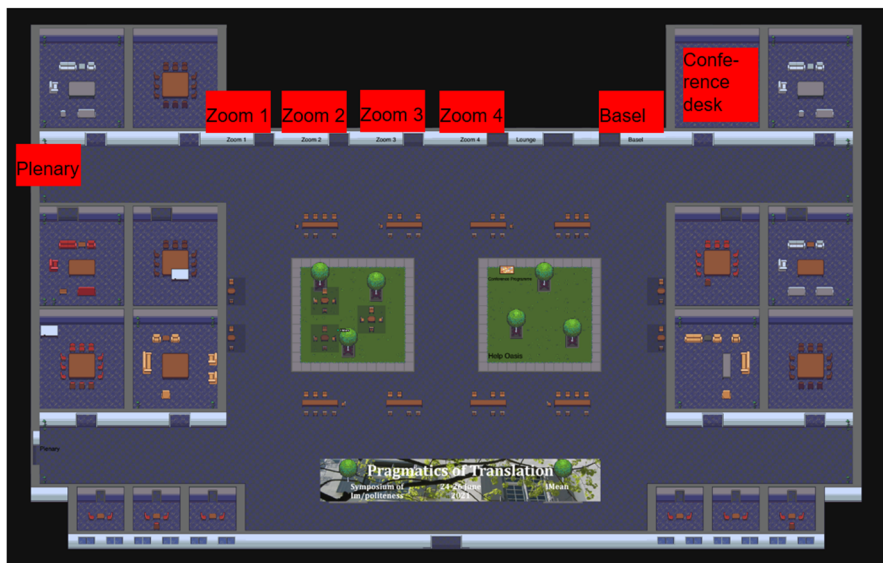 Confe-
rence
desk
Zoom 1
Zoom 2
Zoom 3
Zoom 4
Basel
Zoom 1
Zoom 2
Zoom 3
Zoom 4
Lounge
Basel
Plenary
Conference Programme
Help Oasis
Plenary
Pragmatics of Translation
Symposium of 24-26 June iMean
im/politeness 2021